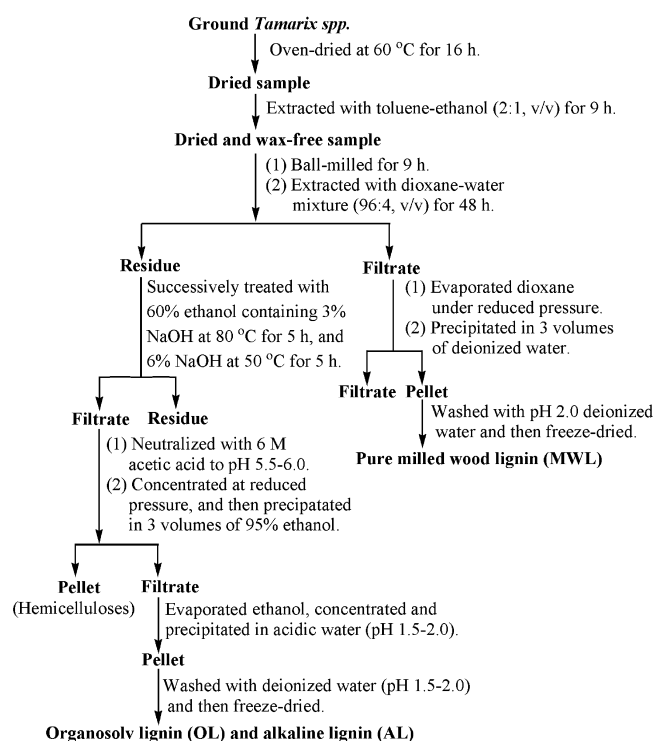 Ground Tamarix spp.
Oven-dried at 60 °C for 16 h.
Dried sample
Extracted with toluene-ethanol (2:1, v/v) for 9 h.
Dried and wax-free sample
(1) Ball-milled for 9 h.
(2) Extracted with dioxane-water
mixture (96:4, v/v) for 48 h.
Residue
Successively treated with
60% ethanol containing 3%
NaOH at 80 °C for 5 h, and
6% NaOH at 50 °C for 5 h.
Filtrate
(1) Evaporated dioxane
under reduced pressure.
(2) Precipitated in 3 volumes
of deionized water.
Filtrate Pellet
Washed with pH 2.0 deionized
water and then freeze-dried.
Pure milled wood lignin (MWL)
Filtrate Residue
(1) Neutralized with 6 M
acetic acid to pH 5.5-6.0.
(2) Concentrated at reduced
pressure, and then precipatated
in 3 volumes of 95% ethanol.
Pellet
(Hemicelluloses)
Filtrate
Evaporated ethanol, concentrated and
precipitated in acidic water (pH 1.5-2.0).
Pellet
Washed with deionized water (pH 1.5-2.0)
and then freeze-dried.
Organosolv lignin (OL) and alkaline lignin (AL)